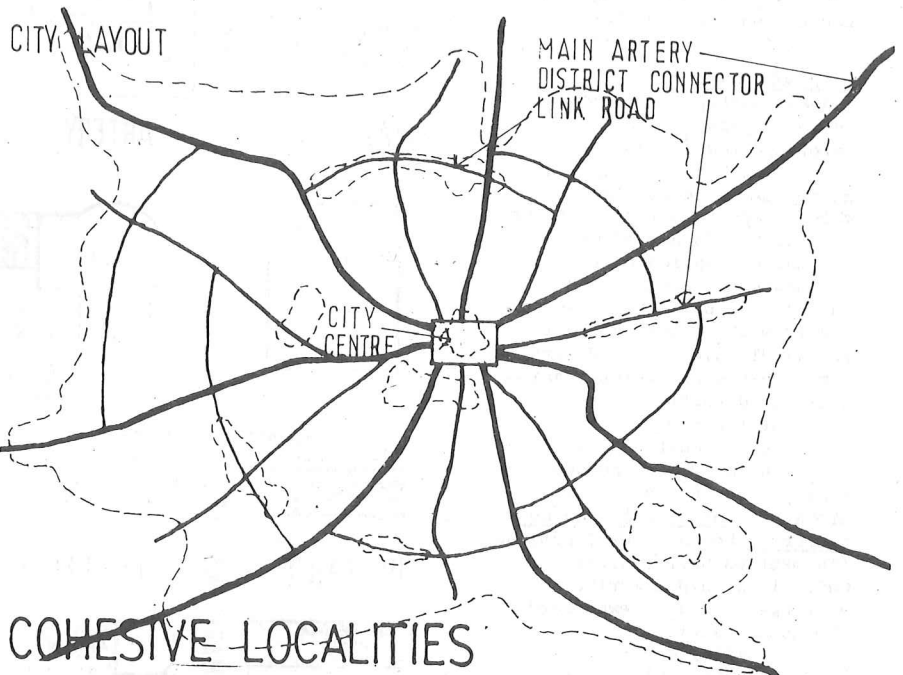 CITY LAYOUT
MAIN ARTERY
DISTRICT CONNECTOR
LINK ROAD
CITY
CENTRE
COHESIVE LOCALITIES